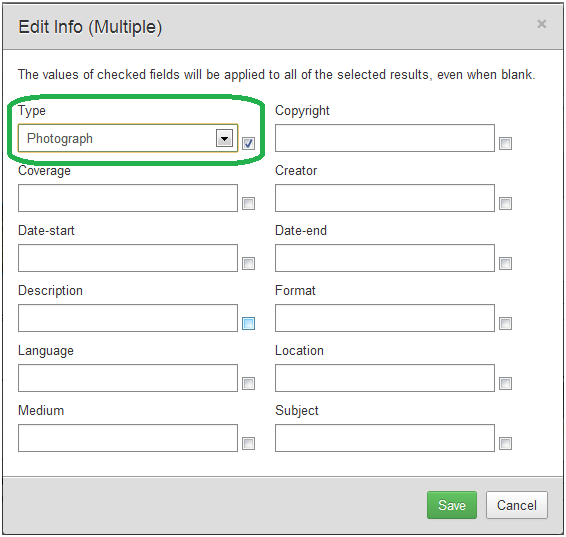 Edit Info (Multiple)
×
The values of checked fields will be applied to all of the selected results, even when blank.
Type Copyright
Photograph
Coverage Creator
Date-start Date-end
Description Format
Language Location
Medium Subject
Save Cancel